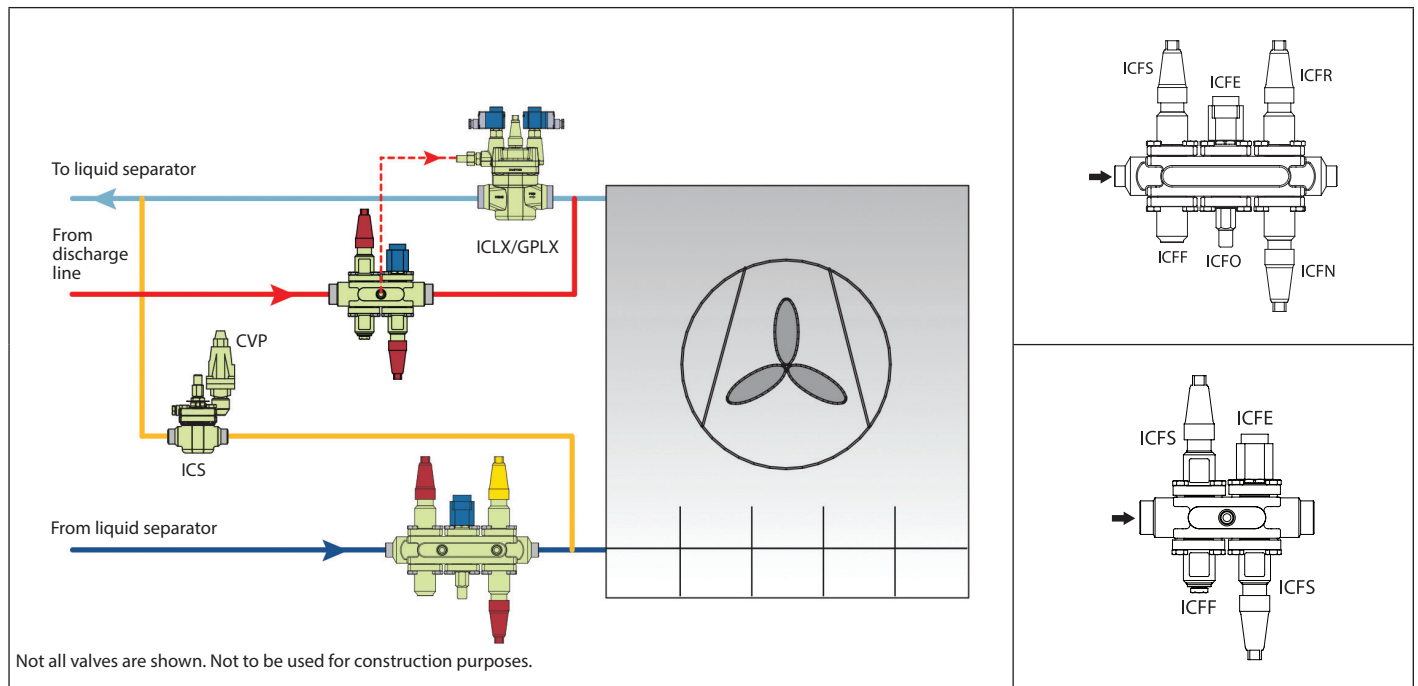 To liquid separator
From
discharge
line
ICLX/GPLX
CVP
ICS
From liquid separator
Not all valves are shown. Not to be used for construction purposes.
ICFS
ICFE
ICFR
ICFF
ICFO
ICFN
ICFS
ICFE
ICFF
ICFS